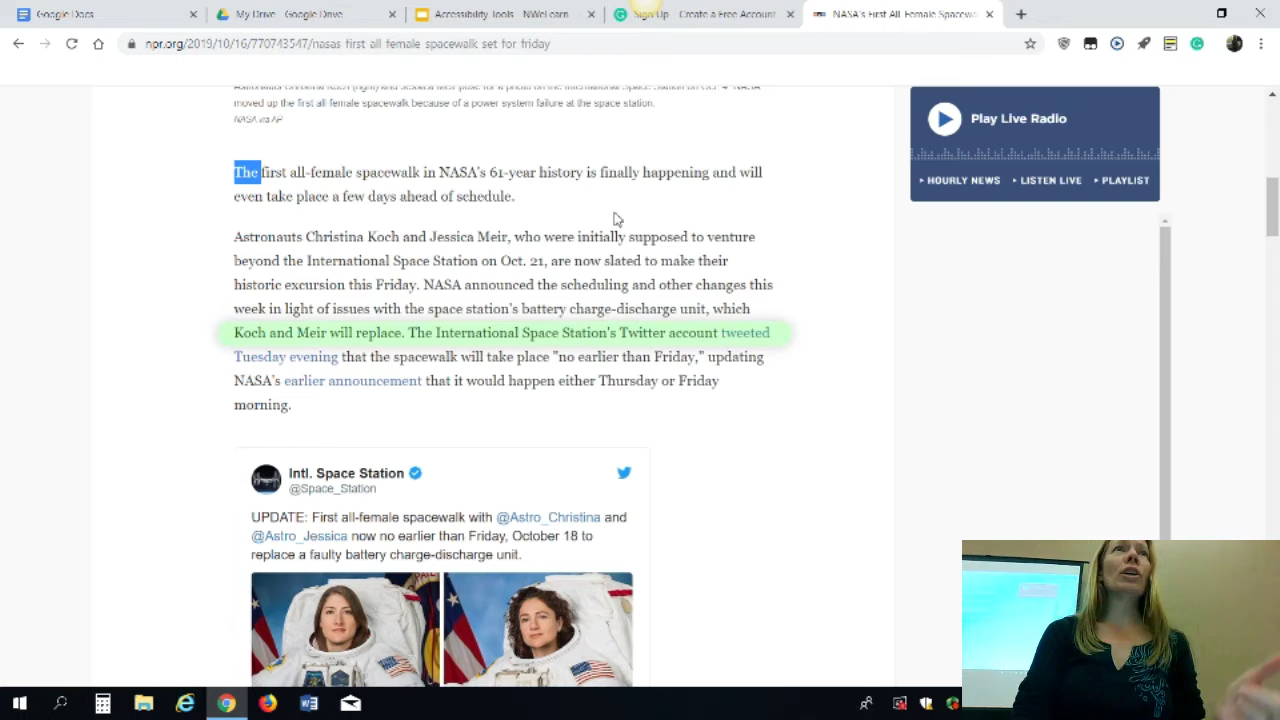 Google Docs
My Drive - Google Drive
Accessibility Tools - NWeLearn
Sign Up - Create a Free Account
NASA's First All-Female Spacewa
npr.org/2019/10/16/770743547/nasas first all female spacewalk set for friday
moved up the first all-female spacewalk because of a power system failure at the space station.
NASA via AP
The first all-female spacewalk in NASA's 61-year history is finally happening and will
even take place a few days ahead of schedule.
Astronauts Christina Koch and Jessica Meir, who were initially supposed to venture
beyond the International Space Station on Oct. 21, are now slated to make their
historic excursion this Friday. NASA announced the scheduling and other changes this
week in light of issues with the space station's battery charge-discharge unit, which
Koch and Meir will replace. The International Space Station's Twitter account tweeted
Tuesday evening that the spacewalk will take place "no earlier than Friday," updating
NASA's earlier announcement that it would happen either Thursday or Friday
morning.
Intl. Space Station
@Space_Station
UPDATE: First all-female spacewalk with @Astro_Christina and
@Astro_Jessica now no earlier than Friday, October 18 to
replace a faulty battery charge-discharge unit.
Play Live Radio
HOURLY NEWS
LISTEN LIVE
PLAYLIST